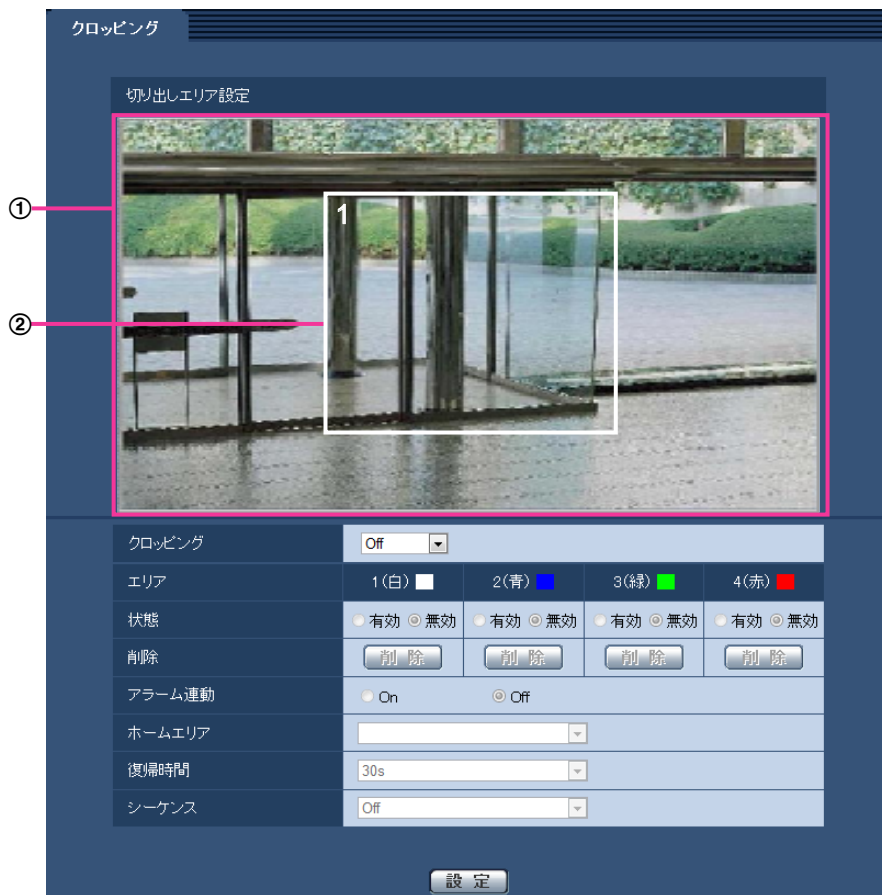 クロッピング
切り出しエリア設定
①
1
②
クロッピング Off
エリア 1(白) 2(青) 3(緑) 4(赤)
状態 有効 無効 有効 無効 有効 無効 有効 無効
削除 削除 削除 削除 削除
アラーム連動 On Off
ホームエリア
復帰時間 30s
シーケンス Off
設定